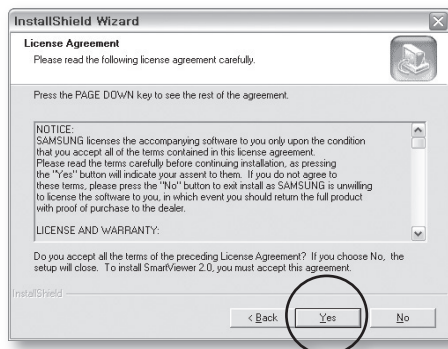 InstallShield Wizard
License Agreement
Please read the following license agreement carefully.
Press the PAGE DOWN key to see the rest of the agreement.
NOTICE:
SAMSUNG licenses the accompanying software to you only upon the condition
that you accept all of the terms contained in this license agreement.
Please read the terms carefully before continuing installation, as pressing
the "Yes" button will indicate your assent to them. If you do not agree to
these terms, please press the "No" button to exit install as SAMSUNG is unwilling
to license the software to you, in which event you should return the full product
with proof of purchase to the dealer.
LICENSE AND WARRANTY:
Do you accept all the terms of the preceding License Agreement? If you choose No, the
setup will close. To install SmartViewer 2.0, you must accept this agreement.
InstallShield
< Back Yes No